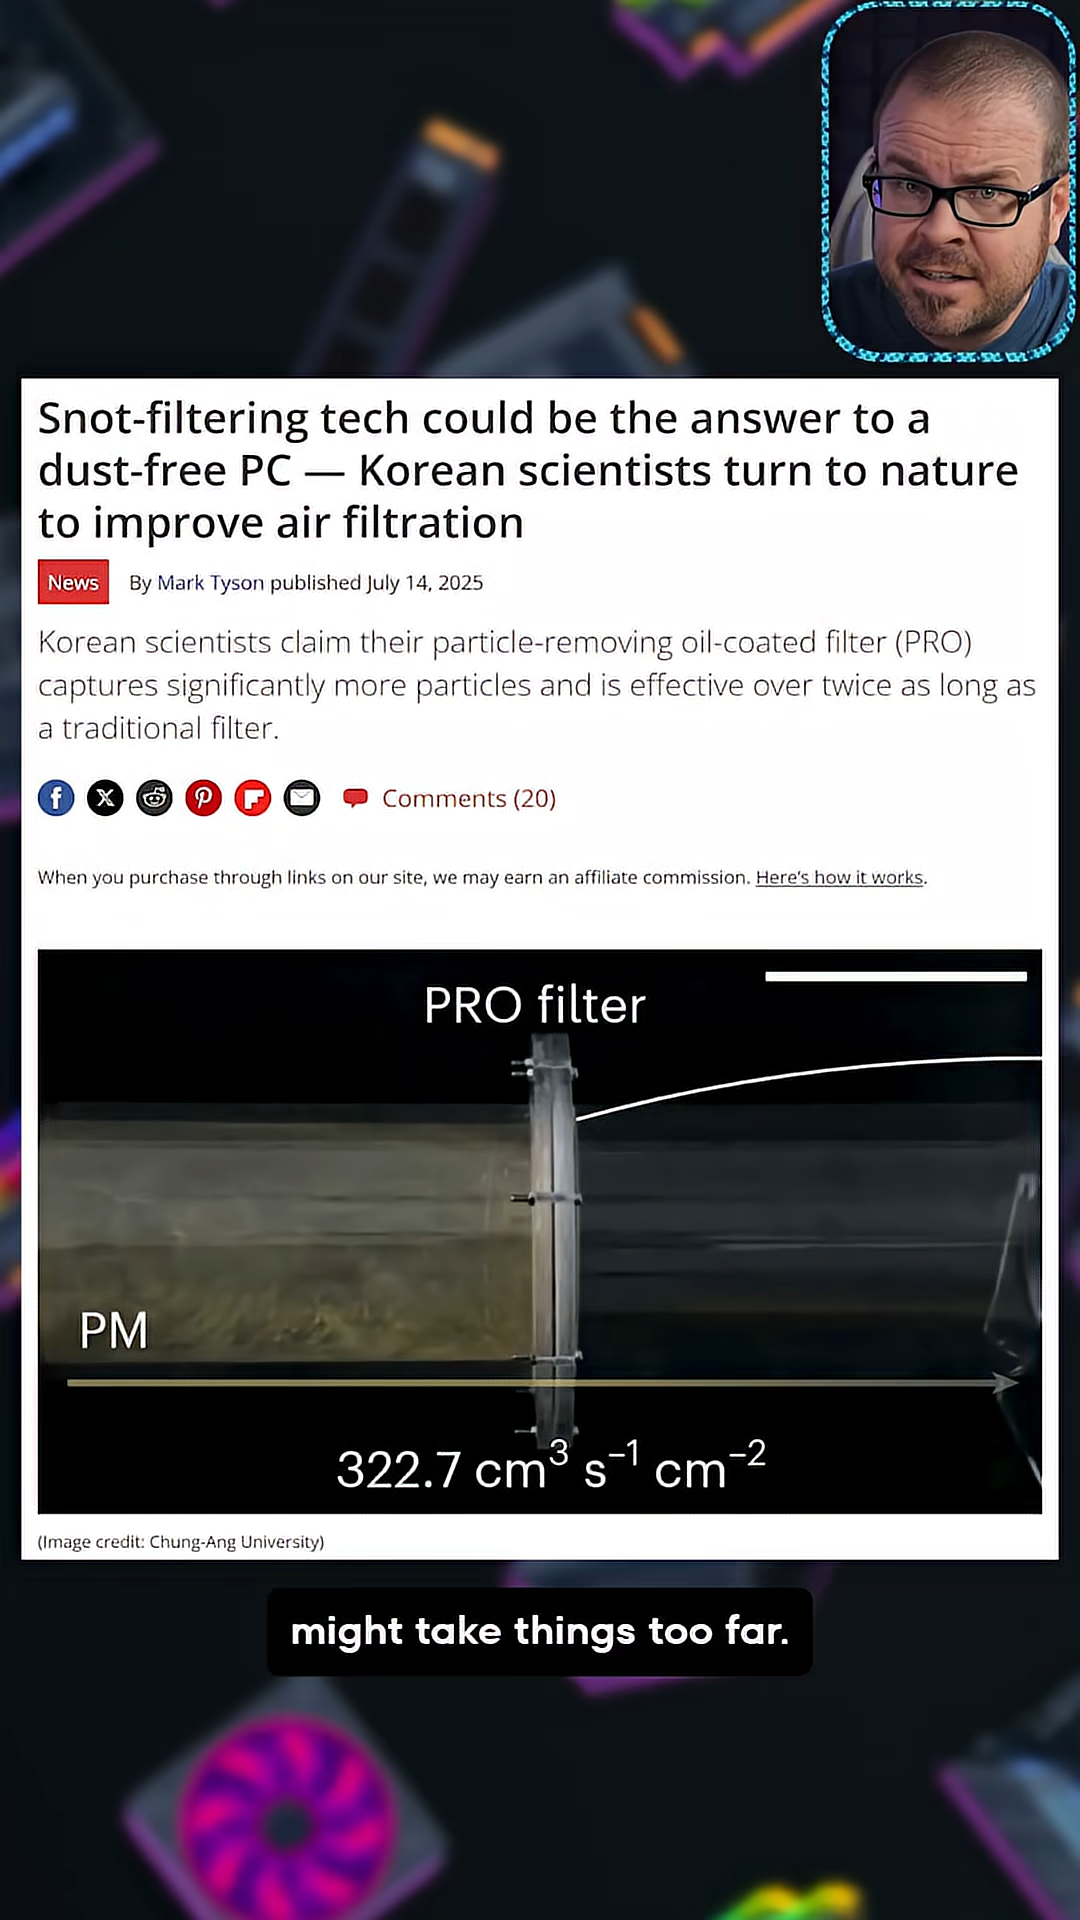 Snot-filtering tech could be the answer to a
dust-free PC — Korean scientists turn to nature
to improve air filtration
News By Mark Tyson published July 14, 2025
Korean scientists claim their particle-removing oil-coated filter (PRO)
captures significantly more particles and is effective over twice as long as
a traditional filter.
Comments (20)
When you purchase through links on our site, we may earn an affiliate commission. Here's how it works.
PRO filter
PM
322.7 cm³ s⁻¹ cm⁻²
(Image credit: Chung-Ang University)
might take things too far.